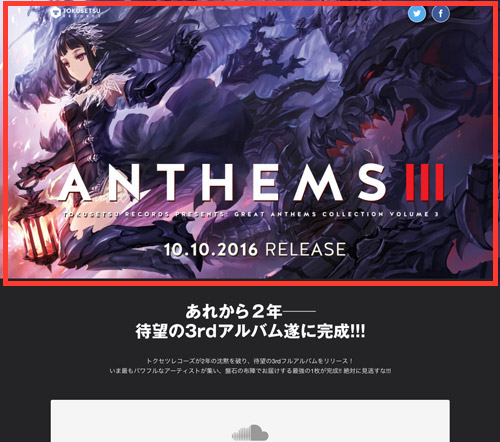 TOKUSETSU
RECORDS
ANTHEMS III
TOKUSETSU RECORDS PRESENTS: GREAT ANTHEMS COLLECTION VOLUME 3
10.10.2016 RELEASE
あれから2年──
待望の3rdアルバム遂に完成!!!
トクセツレコーズが2年の沈黙を破り、待望の3rdフルアルバムをリリース！
いま最もパワフルなアーティストが集い、盤石の布陣でお届けする最強の1枚が完成!! 絶対に見逃すな!!!